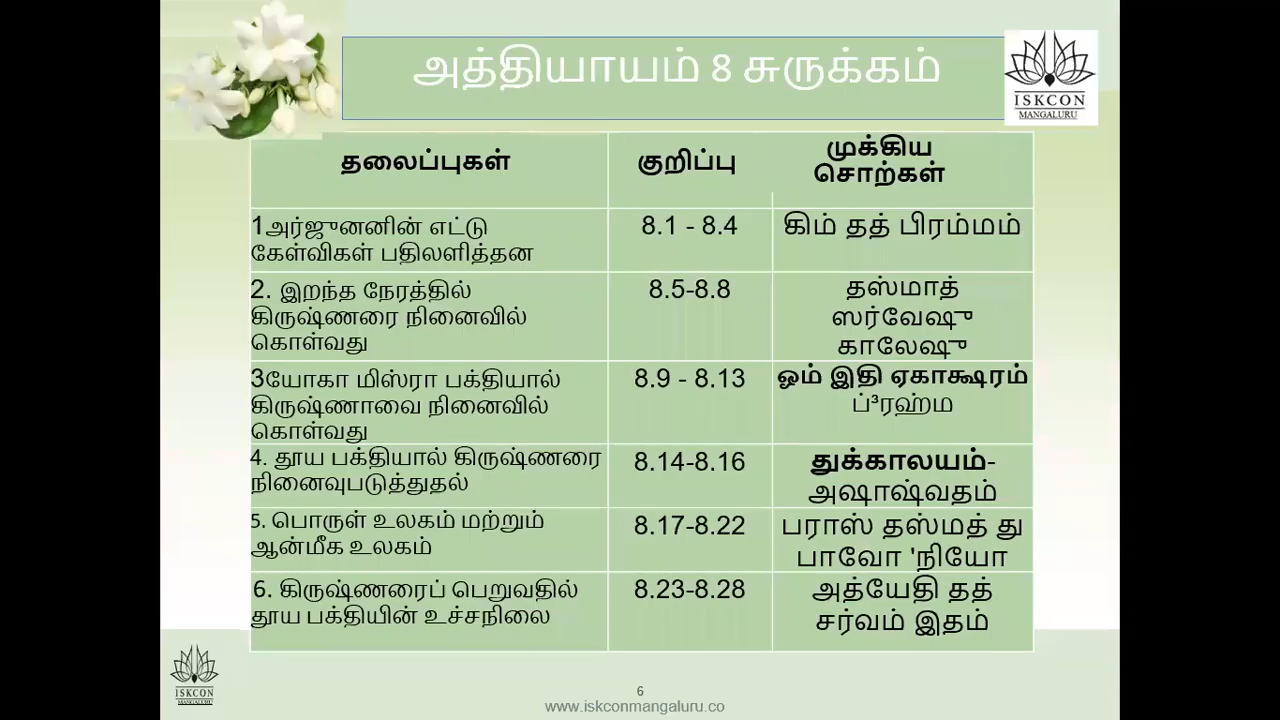 அத்தியாயம் 8 சுருக்கம்
ISKCON
MANGALURU
தலைப்புகள்
குறிப்பு
முக்கிய
சொற்கள்
1அர்ஜுனனின் எட்டு
கேள்விகள் பதிலளித்தன
8.1 - 8.4
கிம் தத் பிரம்மம்
2. இறந்த நேரத்தில்
கிருஷ்ணரை நினைவில்
கொள்வது
8.5-8.8
தஸ்மாத்
ஸர்வேஷு
காலேஷு
3யோகா மிஸ்ரா பக்தியால்
கிருஷ்ணாவை நினைவில்
கொள்வது
8.9 - 8.13
ஓம் இதி ஏகாக்ஷரம்
ப்³ரஹ்ம
4. தூய பக்தியால் கிருஷ்ணரை
நினைவுபடுத்துதல்
8.14-8.16
துக்காலயம்-
அஷாஷ்வதம்
5. பொருள் உலகம் மற்றும்
ஆன்மீக உலகம்
8.17-8.22
பராஸ் தஸ்மத் து
பாவோ 'நியோ
6. கிருஷ்ணரைப் பெறுவதில்
தூய பக்தியின் உச்சநிலை
8.23-8.28
அத்யேதி தத்
சர்வம் இதம்
ISKCON
MANGALURU
6
www.iskconmangaluru.co